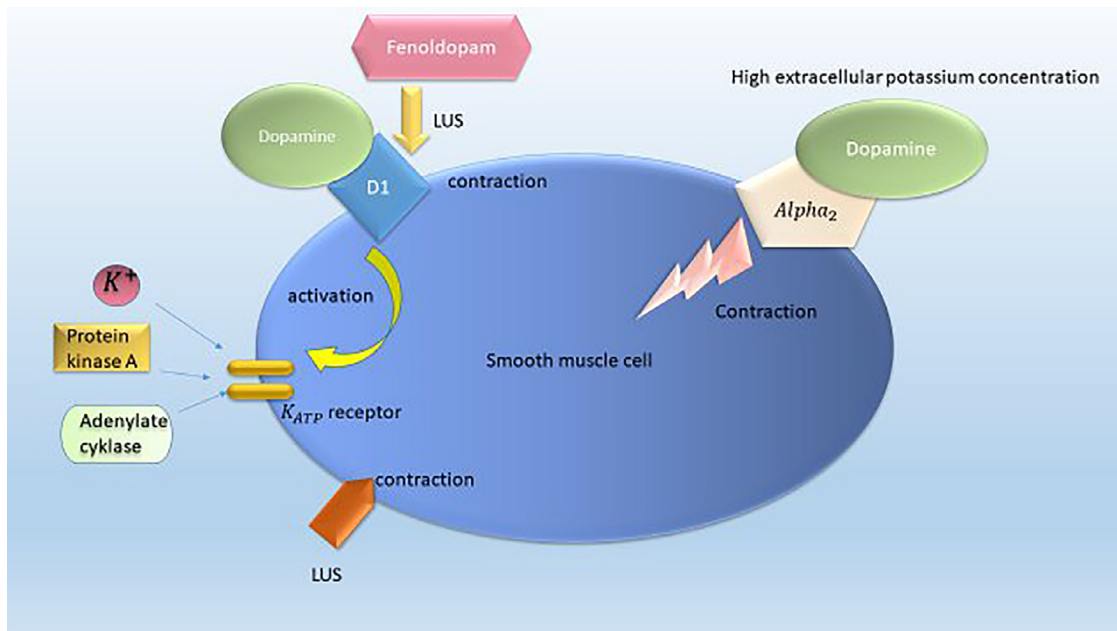 Fenoldopam
High extracellular potassium concentration
LUS
Dopamine
Dopamine
D1
contraction
Alpha₂
K⁺
activation
Contraction
Protein
kinase A
Smooth muscle cell
K_ATP receptor
Adenylate
cyklase
contraction
LUS